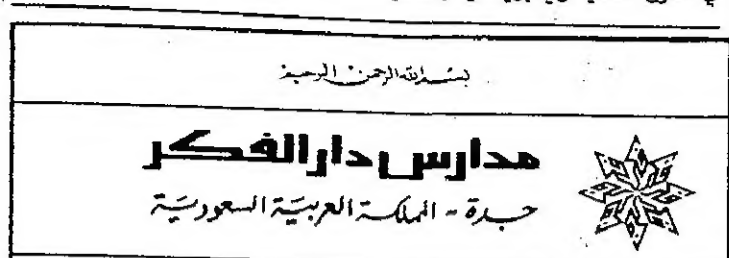 بسم الله الرحمن الرحيم
مدارس دار الفكر
جدة - المملكة العربية السعودية